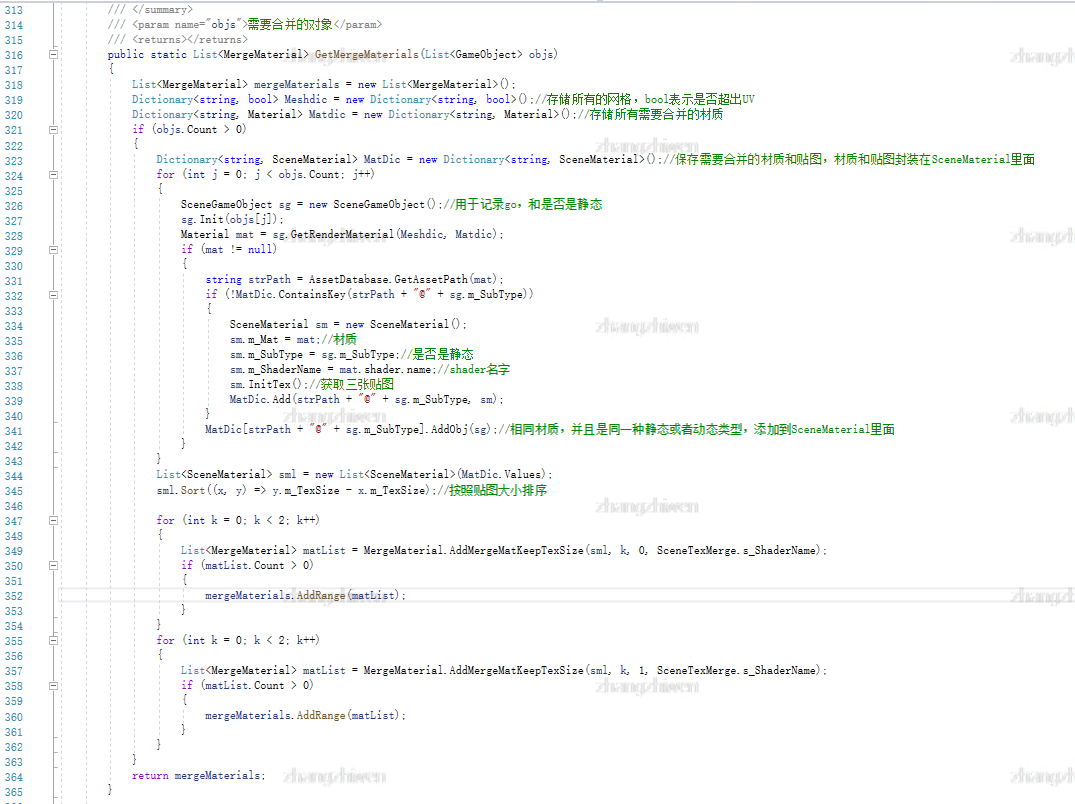 313 /// </summary>
314 /// <param name="objs">需要合并的对象</param>
315 /// <returns></returns>
316 public static List<MergeMaterial> GetMergeMaterials(List<GameObject> objs)
317 {
318 List<MergeMaterial> mergeMaterials = new List<MergeMaterial>();
319 Dictionary<string, bool> Meshdic = new Dictionary<string, bool>();//存储所有的网格,bool表示是否超出UV
320 Dictionary<string, Material> Matdic = new Dictionary<string, Material>();//存储所有需要合并的材质
321 if (objs.Count > 0)
322 {
323 Dictionary<string, SceneMaterial> MatDic = new Dictionary<string, SceneMaterial>();//保存需要合并的材质和贴图,材质和贴图封装在SceneMaterial里面
324 for (int j = 0; j < objs.Count; j++)
325 {
326 SceneGameObject sg = new SceneGameObject();//用于记录go,和是否是静态
327 sg.Init(objs[j]);
328 Material mat = sg.GetRenderMaterial(Meshdic, Matdic);
329 if (mat != null)
330 {
331 string strPath = AssetDatabase.GetAssetPath(mat);
332 if (!MatDic.ContainsKey(strPath + "@" + sg.m_SubType))
333 {
334 SceneMaterial sm = new SceneMaterial();
335 sm.m_Mat = mat;//材质
336 sm.m_SubType = sg.m_SubType;//是否是静态
337 sm.m_ShaderName = mat.shader.name;//shader名字
338 sm.InitTex();//获取三张贴图
339 MatDic.Add(strPath + "@" + sg.m_SubType, sm);
340 }
341 MatDic[strPath + "@" + sg.m_SubType].AddObj(sg);//相同材质,并且是同一种静态或者动态类型,添加到SceneMaterial里面
342 }
343 }
344 List<SceneMaterial> sml = new List<SceneMaterial>(MatDic.Values);
345 sml.Sort((x, y) => y.m_TexSize - x.m_TexSize);//按照贴图大小排序
346
347 for (int k = 0; k < 2; k++)
348 {
349 List<MergeMaterial> matList = MergeMaterial.AddMergeMatKeepTexSize(sml, k, 0, SceneTexMerge.s_ShaderName);
350 if (matList.Count > 0)
351 {
352 mergeMaterials.AddRange(matList);
353 }
354 }
355 for (int k = 0; k < 2; k++)
356 {
357 List<MergeMaterial> matList = MergeMaterial.AddMergeMatKeepTexSize(sml, k, 1, SceneTexMerge.s_ShaderName);
358 if (matList.Count > 0)
359 {
360 mergeMaterials.AddRange(matList);
361 }
362 }
363 }
364 return mergeMaterials;
365 }